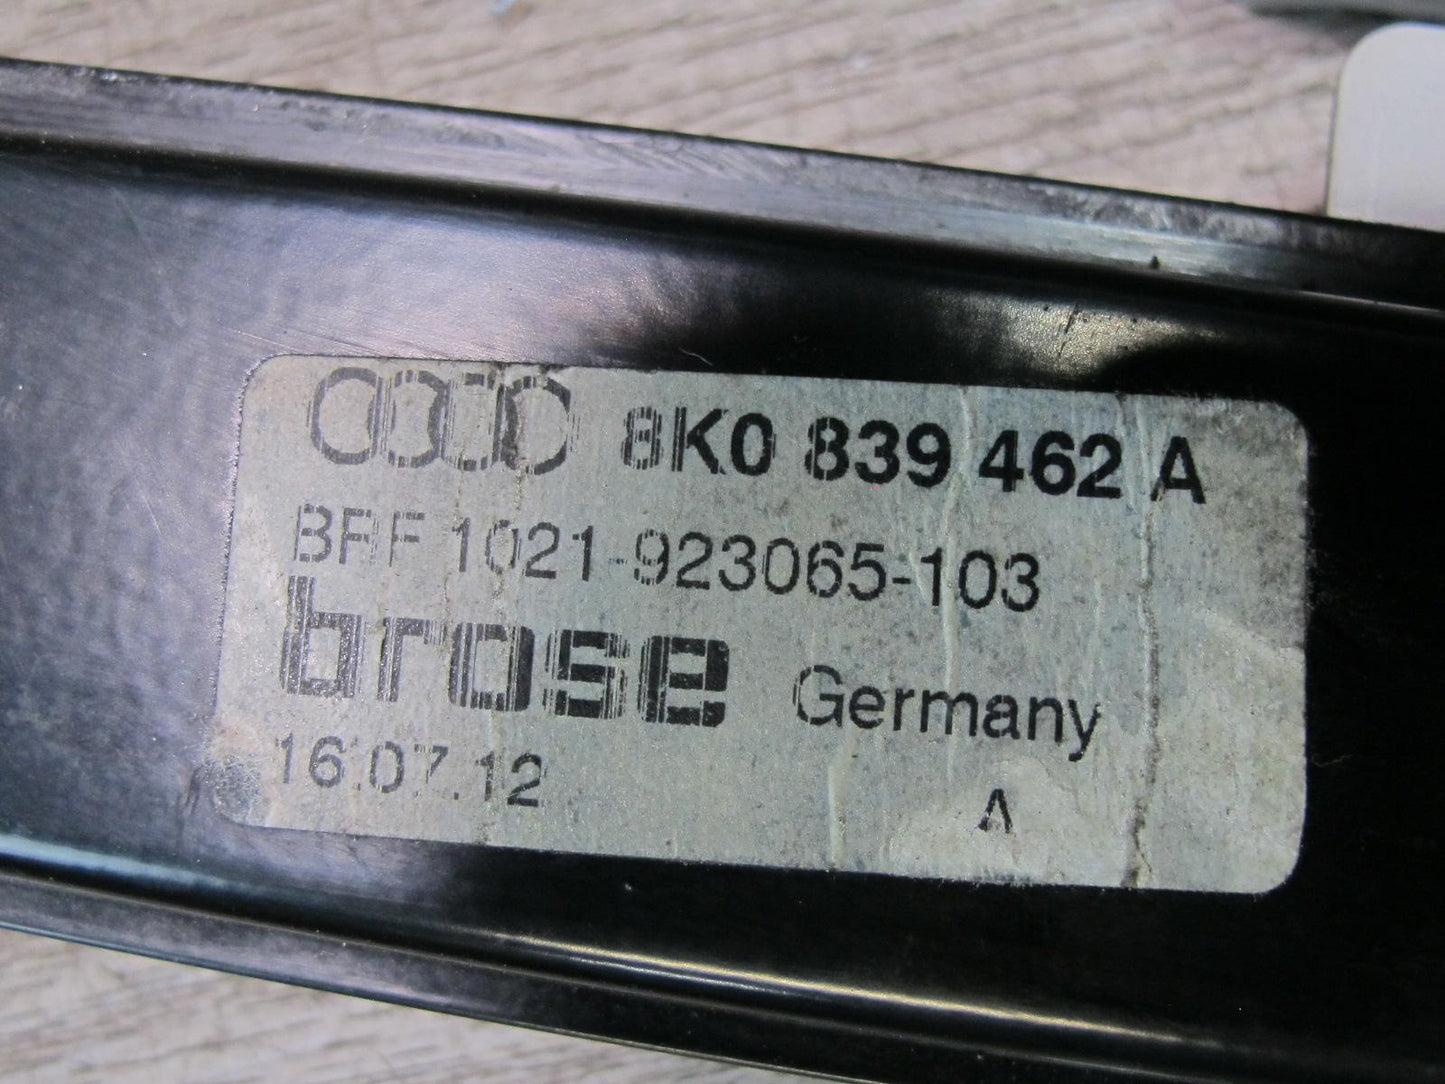 8K0 839 462 A
BRF 1021-923065-103
brose Germany
16.07.12
A